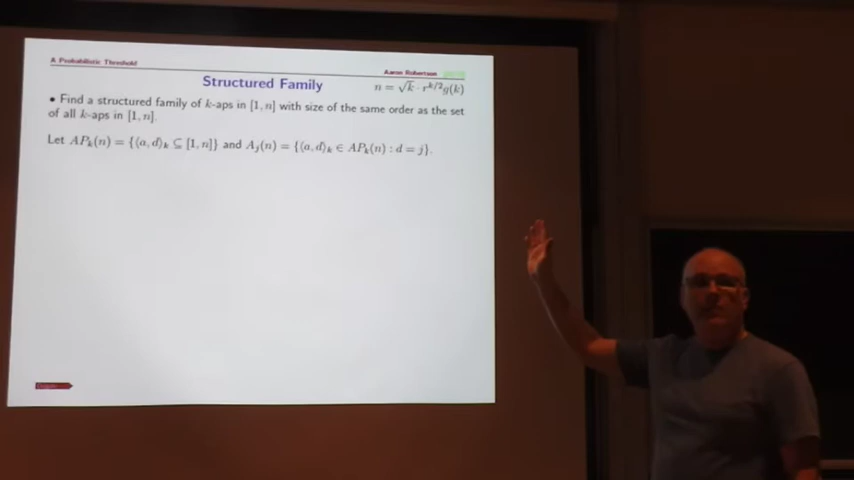 A Probabilistic Threshold
Aaron Robertson
Structured Family
n = √k · r^{k/2}g(k)
• Find a structured family of k-aps in [1, n] with size of the same order as the set
of all k-aps in [1, n].
Let AP_k(n) = {⟨a, d⟩_k ⊆ [1, n]} and A_j(n) = {⟨a, d⟩_k ∈ AP_k(n) : d = j}.